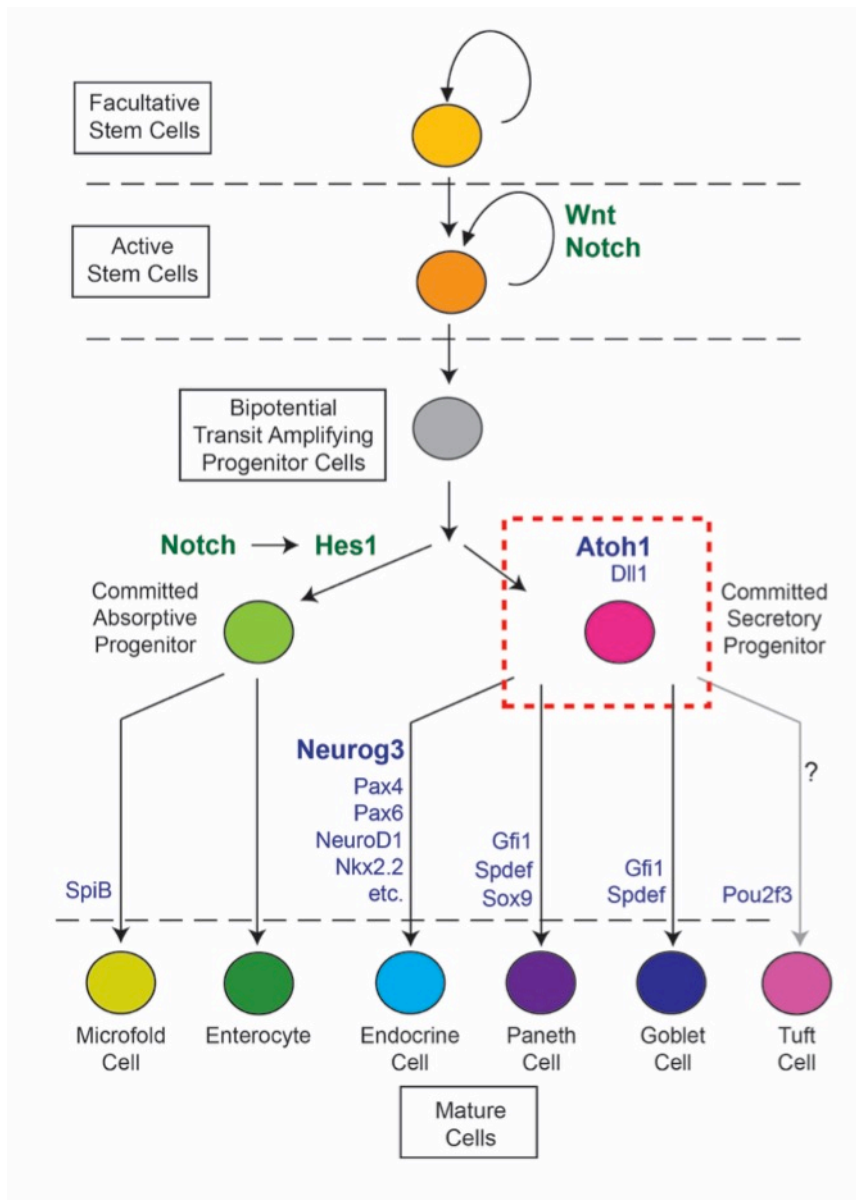 Facultative
Stem Cells
Wnt
Notch
Active
Stem Cells
Bipotential
Transit Amplifying
Progenitor Cells
Notch
Hes1
Atoh1
Dll1
Committed
Absorptive
Progenitor
Committed
Secretory
Progenitor
Neurog3
Pax4
Pax6
NeuroD1
Nkx2.2
etc.
?
SpiB
Gfi1
Spdef
Sox9
Gfi1
Spdef
Pou2f3
Microfold
Cell
Enterocyte
Endocrine
Cell
Paneth
Cell
Goblet
Cell
Tuft
Cell
Mature
Cells